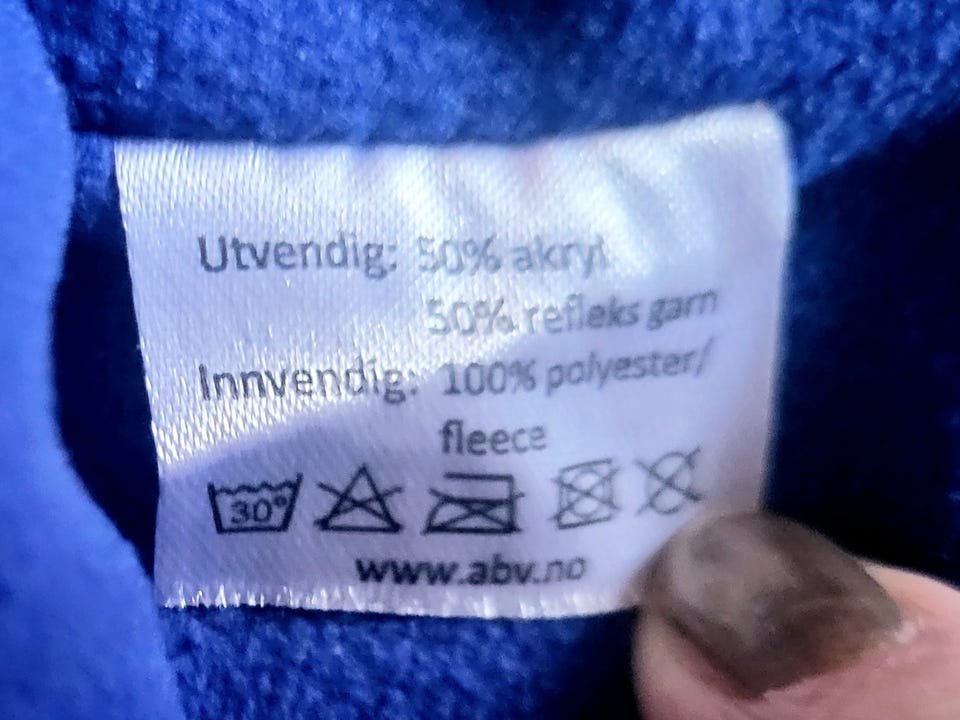 Utvendig: 50% akryl
50% refleks garn
Innvendig: 100% polyester/
fleece
30°
www.abv.no